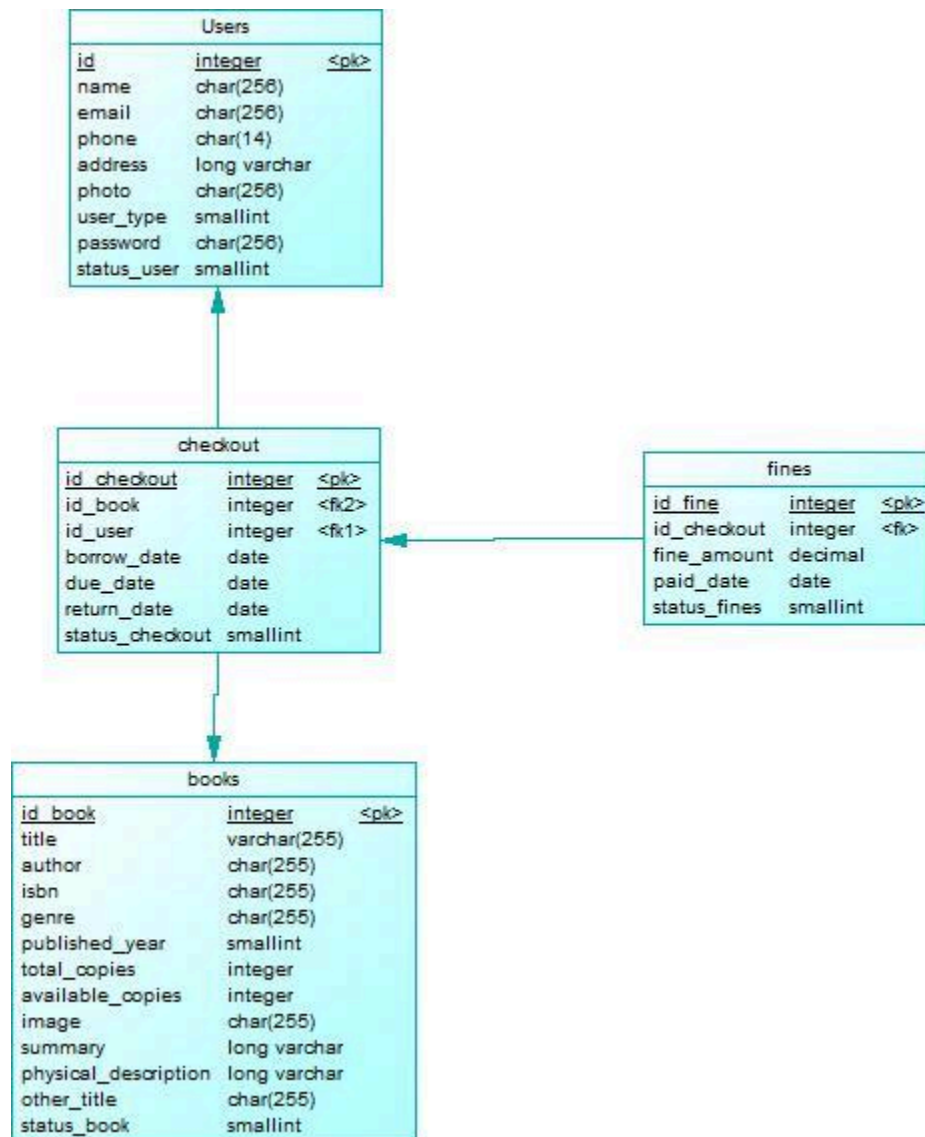 Users
id integer <pk>
name char(256)
email char(256)
phone char(14)
address long varchar
photo char(256)
user_type smallint
password char(256)
status_user smallint
checkout
id_checkout integer <pk>
id_book integer <fk2>
id_user integer <fk1>
borrow_date date
due_date date
return_date date
status_checkout smallint
fines
id_fine integer <pk>
id_checkout integer <fk>
fine_amount decimal
paid_date date
status_fines smallint
books
id_book integer <pk>
title varchar(255)
author char(255)
isbn char(255)
genre char(255)
published_year smallint
total_copies integer
available_copies integer
image char(255)
summary long varchar
physical_description long varchar
other_title char(255)
status_book smallint